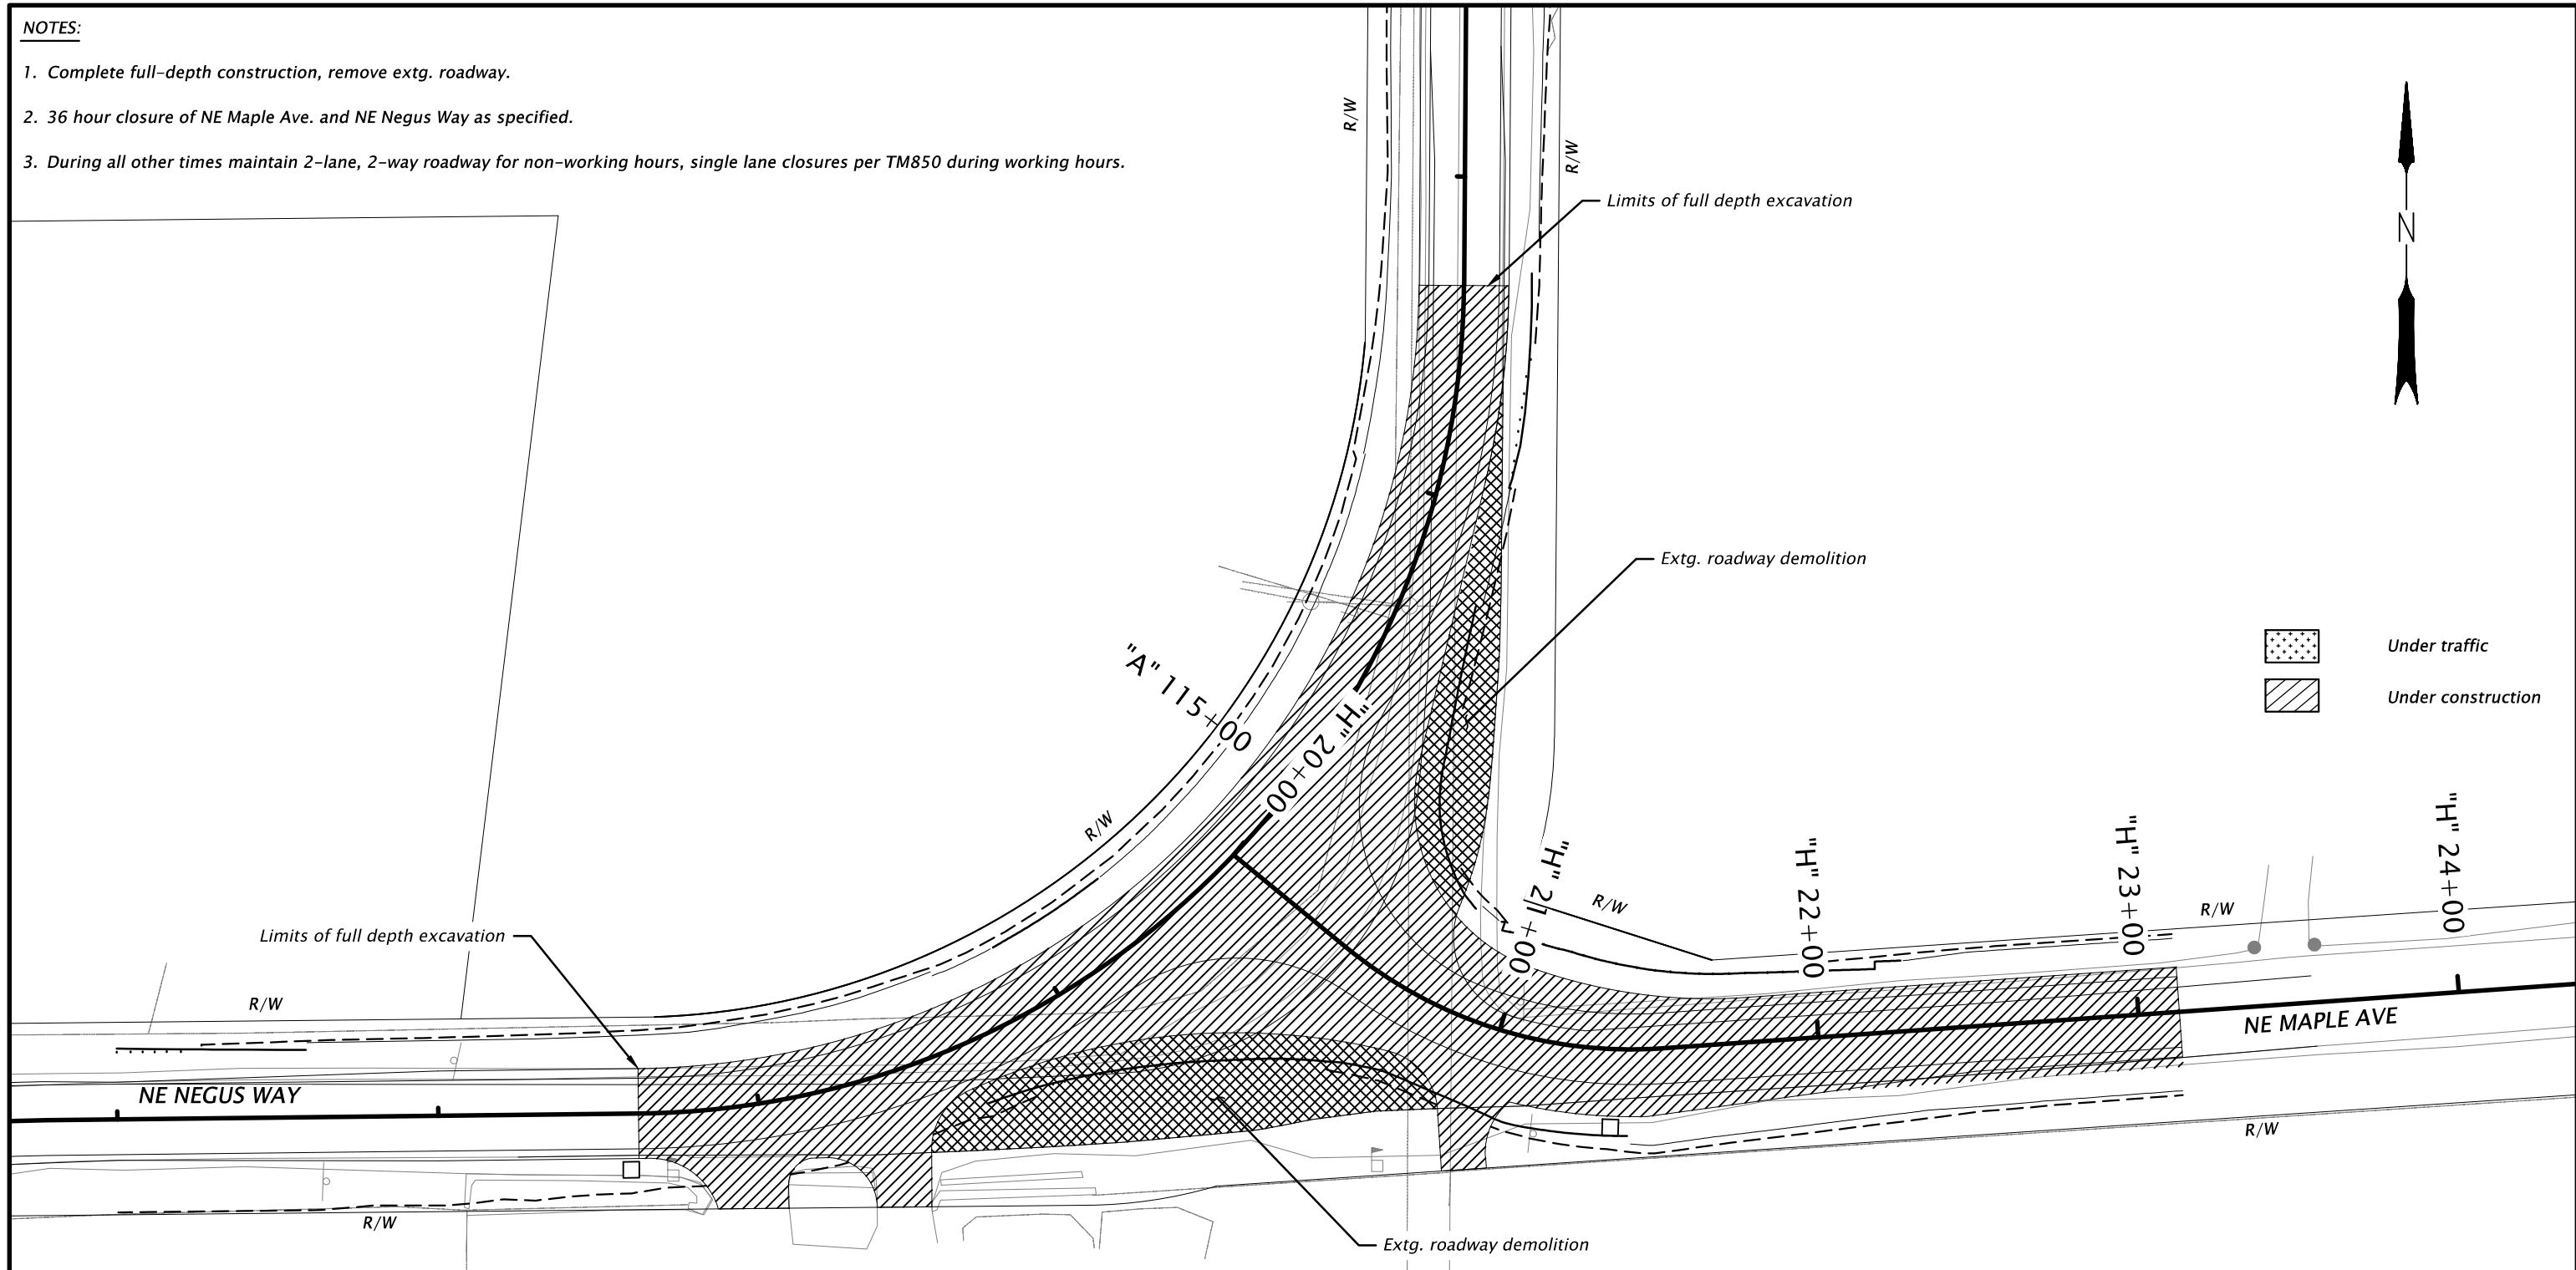 NOTES:
1. Complete full-depth construction, remove extg. roadway.
2. 36 hour closure of NE Maple Ave. and NE Negus Way as specified.
3. During all other times maintain 2-lane, 2-way roadway for non-working hours, single lane closures per TM850 during working hours.
R/W
R/W
Limits of full depth excavation
N
Extg. roadway demolition
Under traffic
Under construction
"A" 115+00
"H" 20+00
R/W
"H" 21+00
R/W
"H" 22+00
"H" 23+00
R/W
"H" 24+00
Limits of full depth excavation
R/W
NE MAPLE AVE
NE NEGUS WAY
R/W
R/W
Extg. roadway demolition